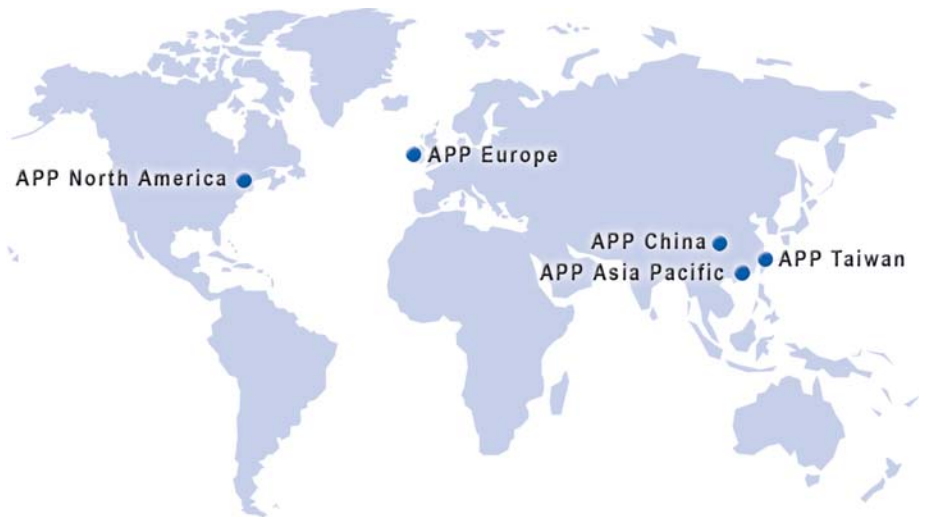 APP Europe
APP North America
APP China
APP Taiwan
APP Asia Pacific